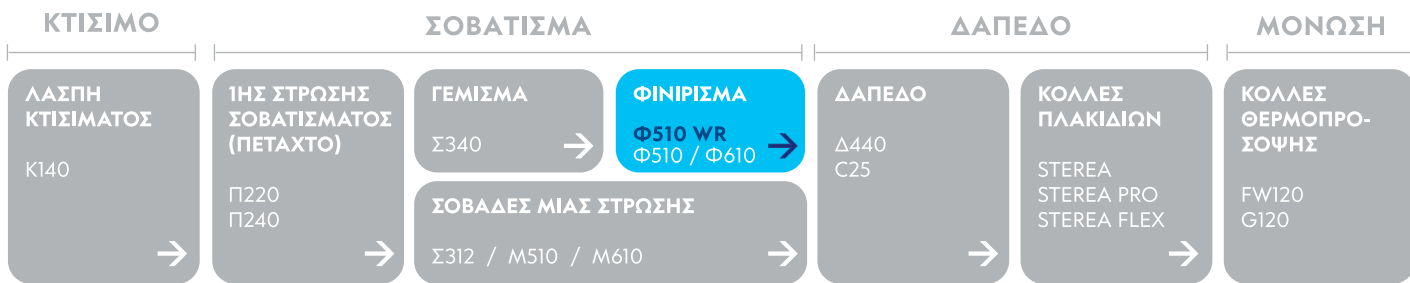 ΚΤΙΣΙΜΟ
ΣΟΒΑΤΙΣΜΑ
ΔΑΠΕΔΟ
ΜΟΝΩΣΗ
ΛΑΣΠΗ
ΚΤΙΣΙΜΑΤΟΣ
Κ140
1ΗΣ ΣΤΡΩΣΗΣ
ΣΟΒΑΤΙΣΜΑΤΟΣ
(ΠΕΤΑΧΤΟ)
Π220
Π240
ΓΕΜΙΣΜΑ
Σ340
ΦΙΝΙΡΙΣΜΑ
Φ510 WR
Φ510 / Φ610
ΣΟΒΑΔΕΣ ΜΙΑΣ ΣΤΡΩΣΗΣ
Σ312 / Μ510 / Μ610
ΔΑΠΕΔΟ
Δ440
C25
ΚΟΛΛΕΣ
ΠΛΑΚΙΔΙΩΝ
STEREA
STEREA PRO
STEREA FLEX
ΚΟΛΛΕΣ
ΘΕΡΜΟΠΡΟ-
ΣΟΨΗΣ
FW120
G120